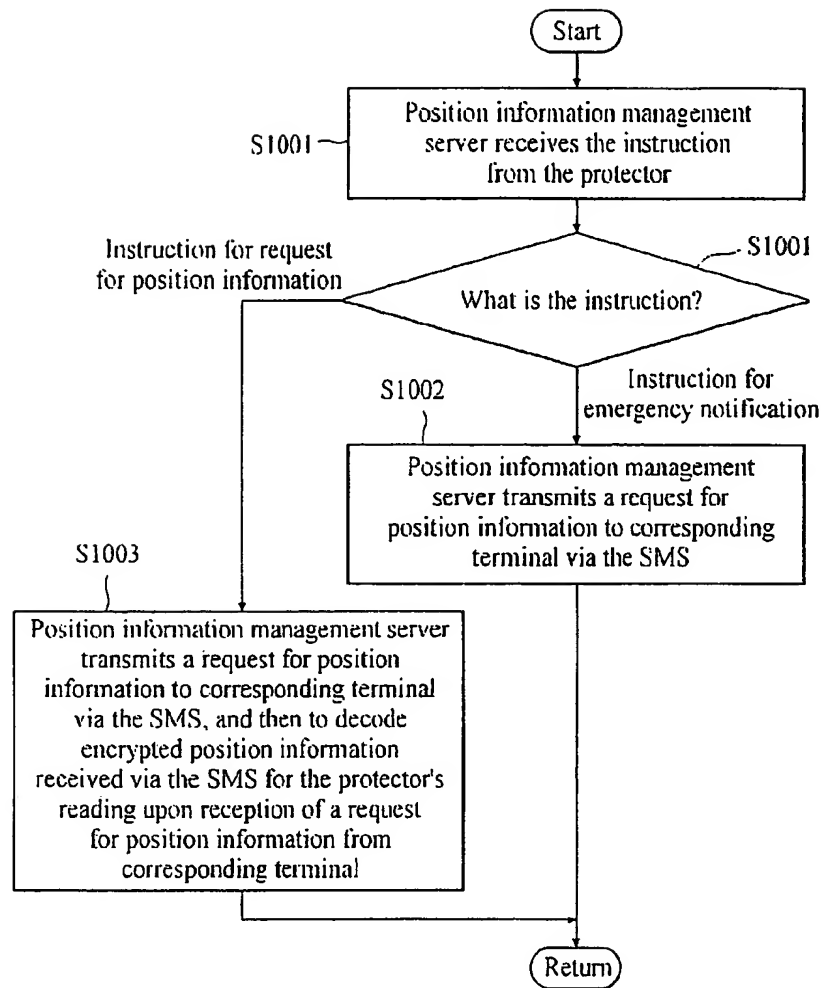 Start
Position information management
server receives the instruction
from the protector
S1001
Instruction for request
for position information
S1001
What is the instruction?
Instruction for
emergency notification
S1002
Position information management
server transmits a request for
position information to corresponding
terminal via the SMS
S1003
Position information management server
transmits a request for position
information to corresponding terminal
via the SMS, and then to decode
encrypted position information
received via the SMS for the protector's
reading upon reception of a request
for position information from
corresponding terminal
Return